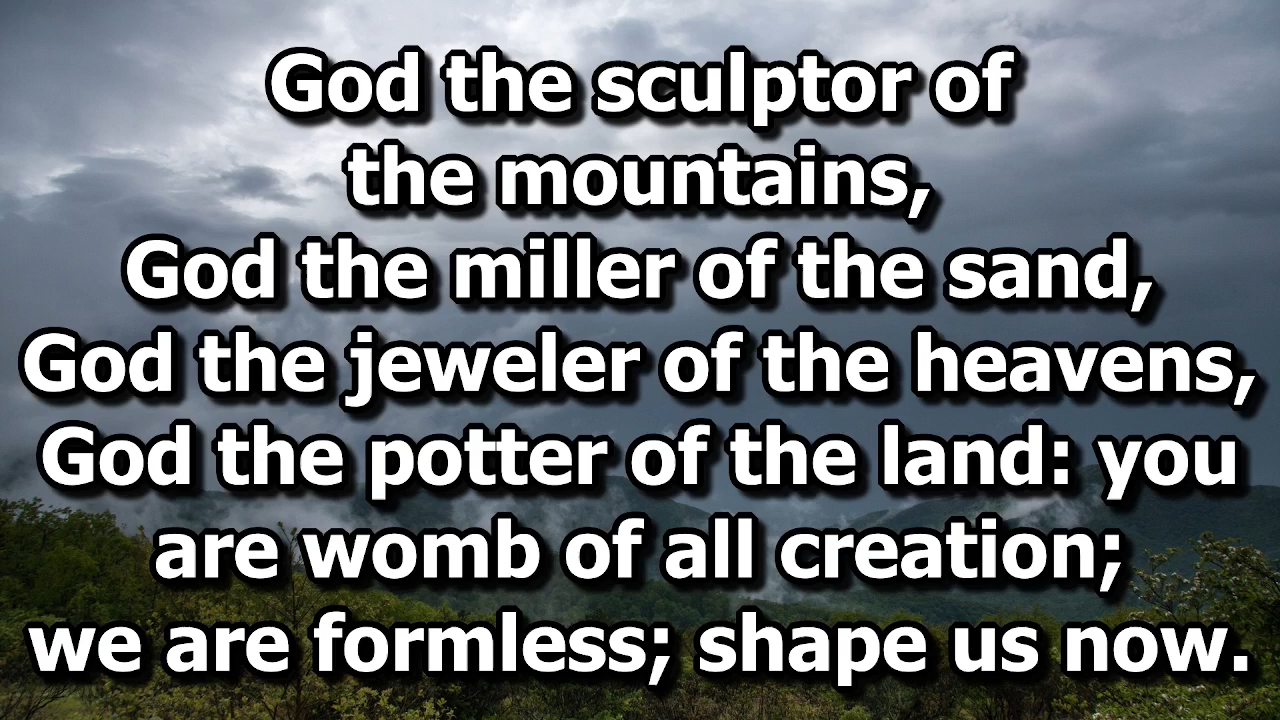 God the sculptor of
the mountains,
God the miller of the sand,
God the jeweler of the heavens,
God the potter of the land: you
are womb of all creation;
we are formless; shape us now.